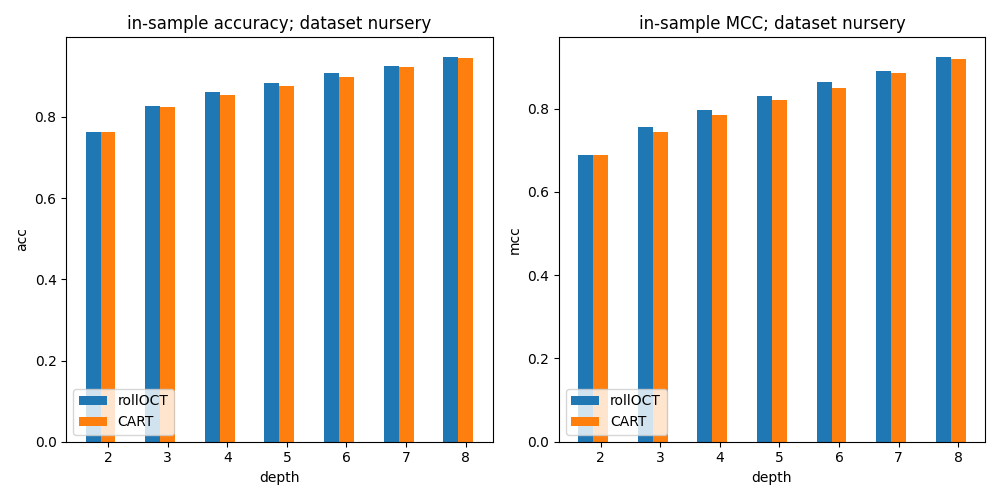 in-sample accuracy; dataset nursery
acc
0.8
0.6
0.4
0.2
0.0
rollOCT
CART
2 3 4 5 6 7 8
depth
in-sample MCC; dataset nursery
mcc
0.8
0.6
0.4
0.2
0.0
rollOCT
CART
2 3 4 5 6 7 8
depth